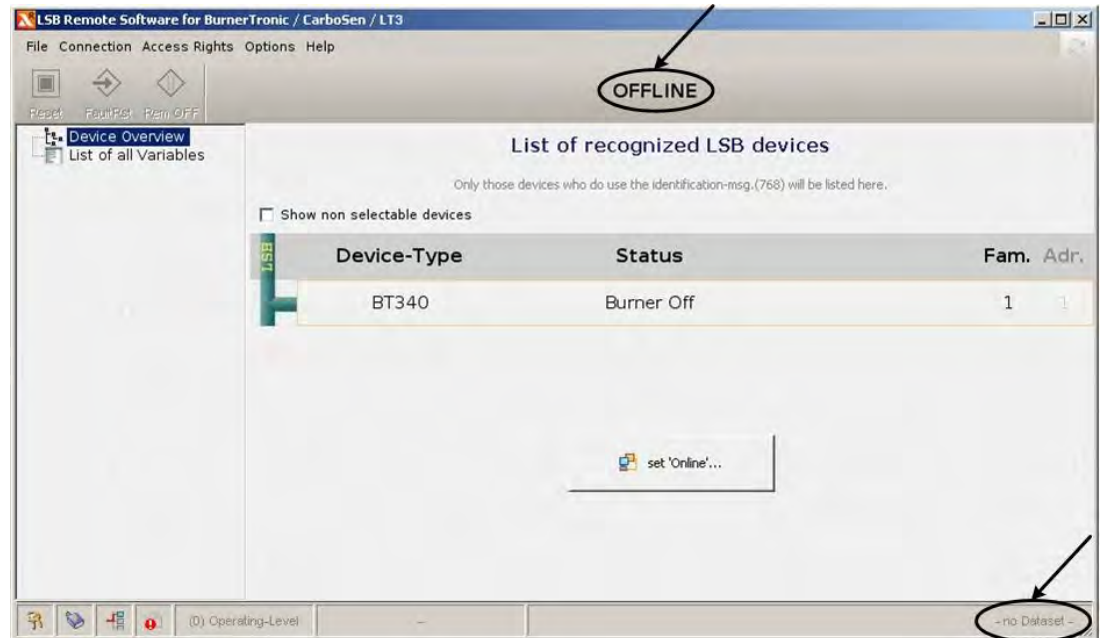 LSB Remote Software for BurnerTronic / CarboSen / LT3
File Connection Access Rights Options Help
OFFLINE
Reset FaultRst Rem OFF
Device Overview
List of all Variables
List of recognized LSB devices
Only those devices who do use the identification-msg.(768) will be listed here.
Show non selectable devices
LSB Device-Type Status Fam. Adr.
BT340 Burner Off 1 1
set 'Online'...
(0) Operating-Level - - no Dataset -